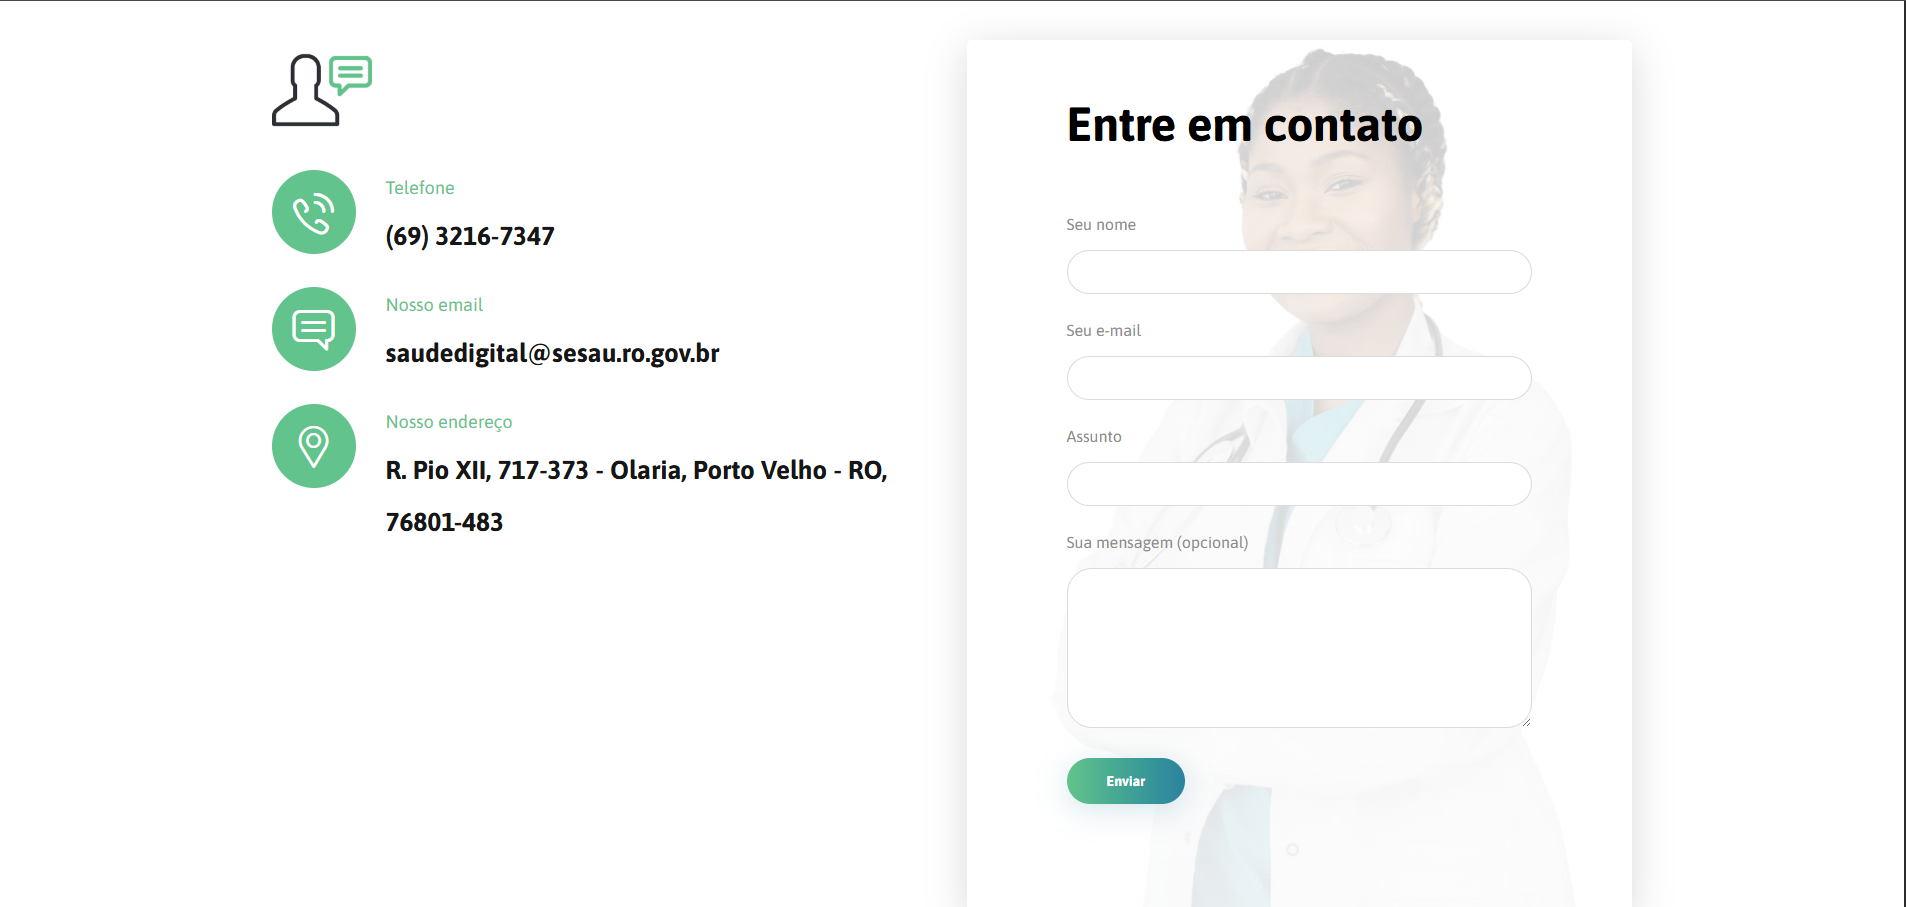 Telefone
(69) 3216-7347
Nosso email
saudedigital@sesau.ro.gov.br
Nosso endereço
R. Pio XII, 717-373 - Olaria, Porto Velho - RO,
76801-483
Entre em contato
Seu nome
Seu e-mail
Assunto
Sua mensagem (opcional)
Enviar